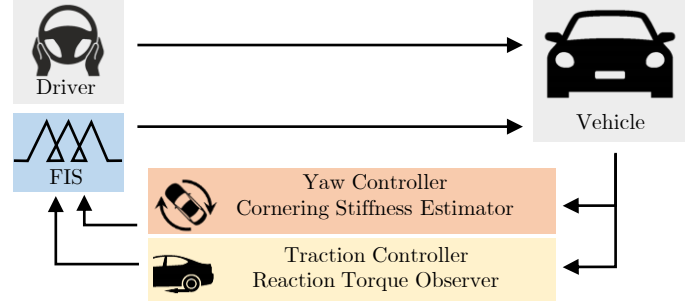 Driver
Vehicle
FIS
Yaw Controller
Cornering Stiffness Estimator
Traction Controller
Reaction Torque Observer